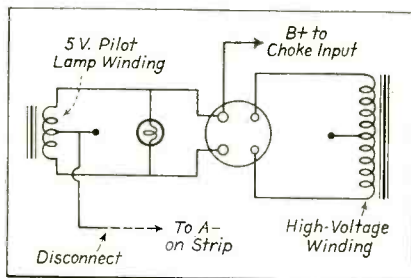 5 V. Pilot
Lamp Winding
B+ to
Choke Input
To A-
on Strip
Disconnect
High-Voltage
Winding